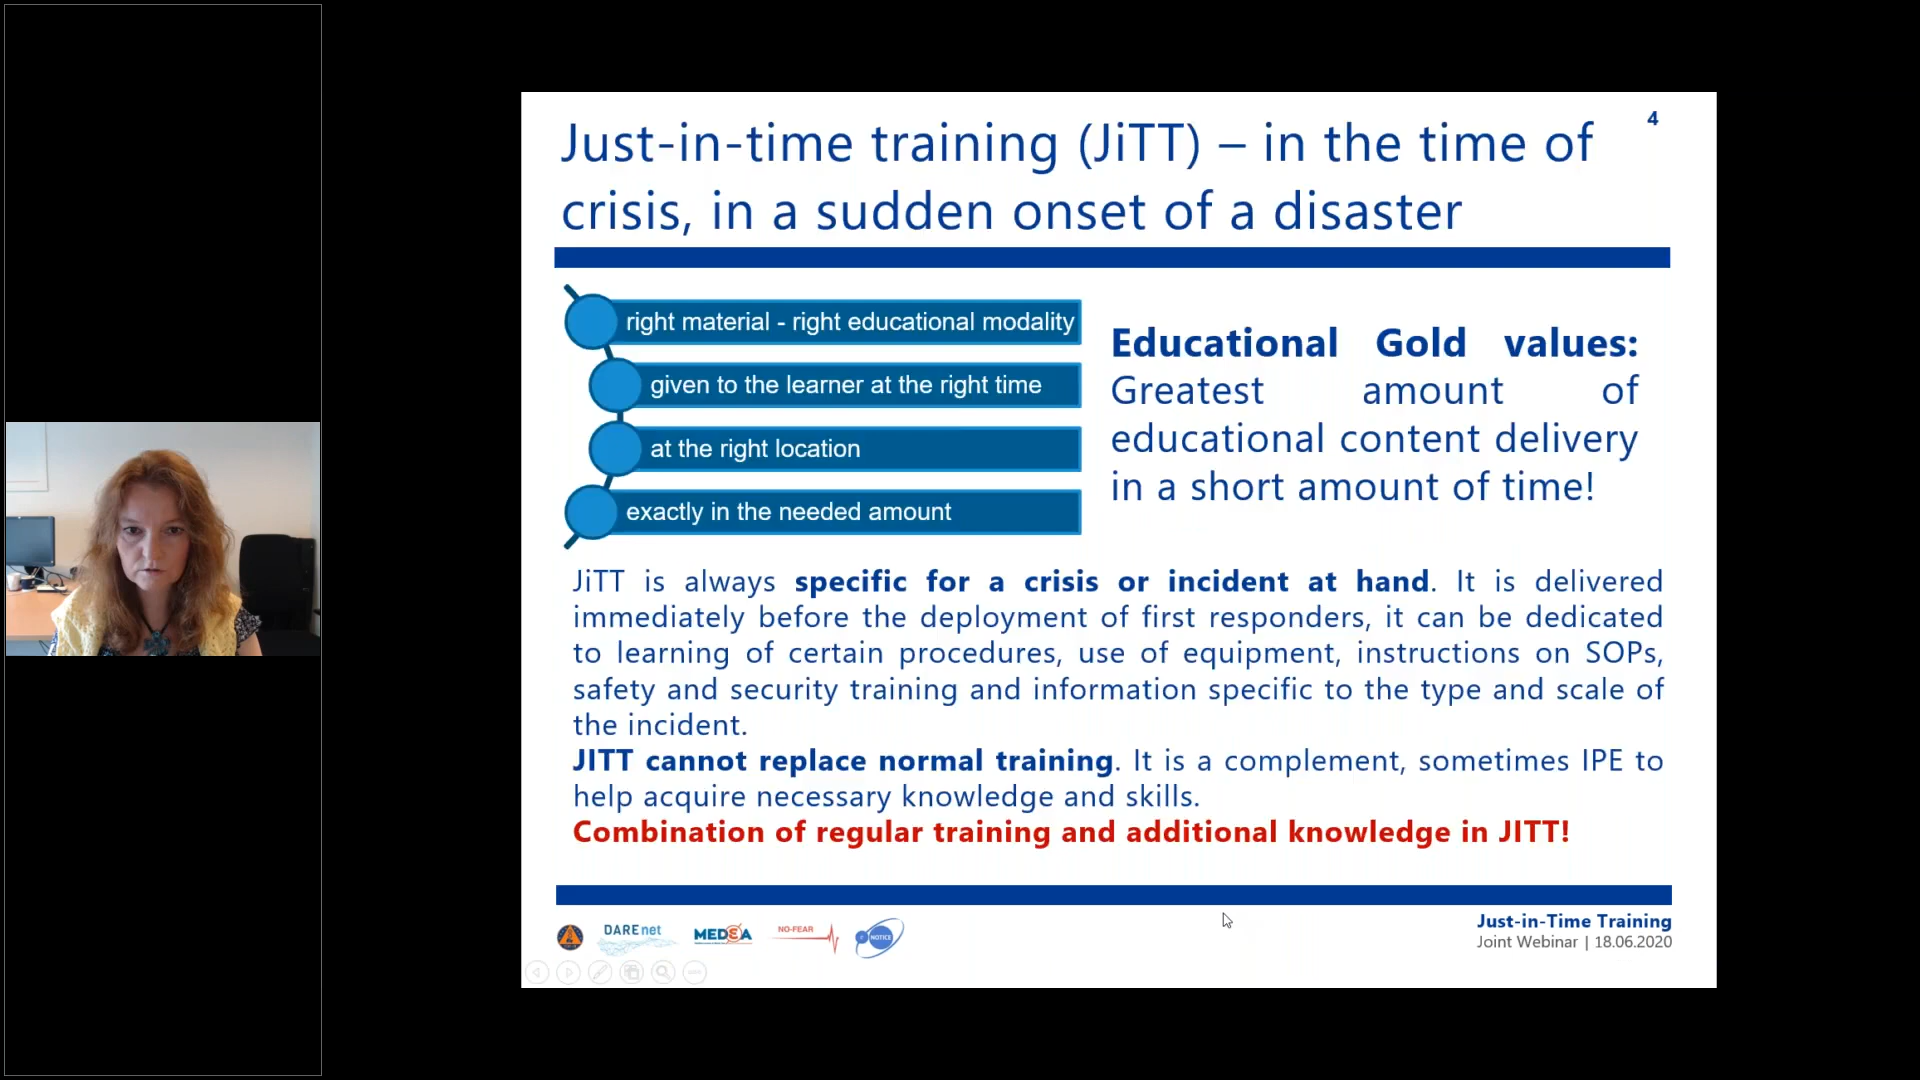 4
Just-in-time training (JiTT) – in the time of
crisis, in a sudden onset of a disaster
right material - right educational modality
given to the learner at the right time
at the right location
exactly in the needed amount
Educational Gold values:
Greatest amount of
educational content delivery
in a short amount of time!
JiTT is always specific for a crisis or incident at hand. It is delivered
immediately before the deployment of first responders, it can be dedicated
to learning of certain procedures, use of equipment, instructions on SOPs,
safety and security training and information specific to the type and scale of
the incident.
JITT cannot replace normal training. It is a complement, sometimes IPE to
help acquire necessary knowledge and skills.
Combination of regular training and additional knowledge in JITT!
DAREnet
MEDEA
NO-FEAR
NOTICE
Just-in-Time Training
Joint Webinar | 18.06.2020